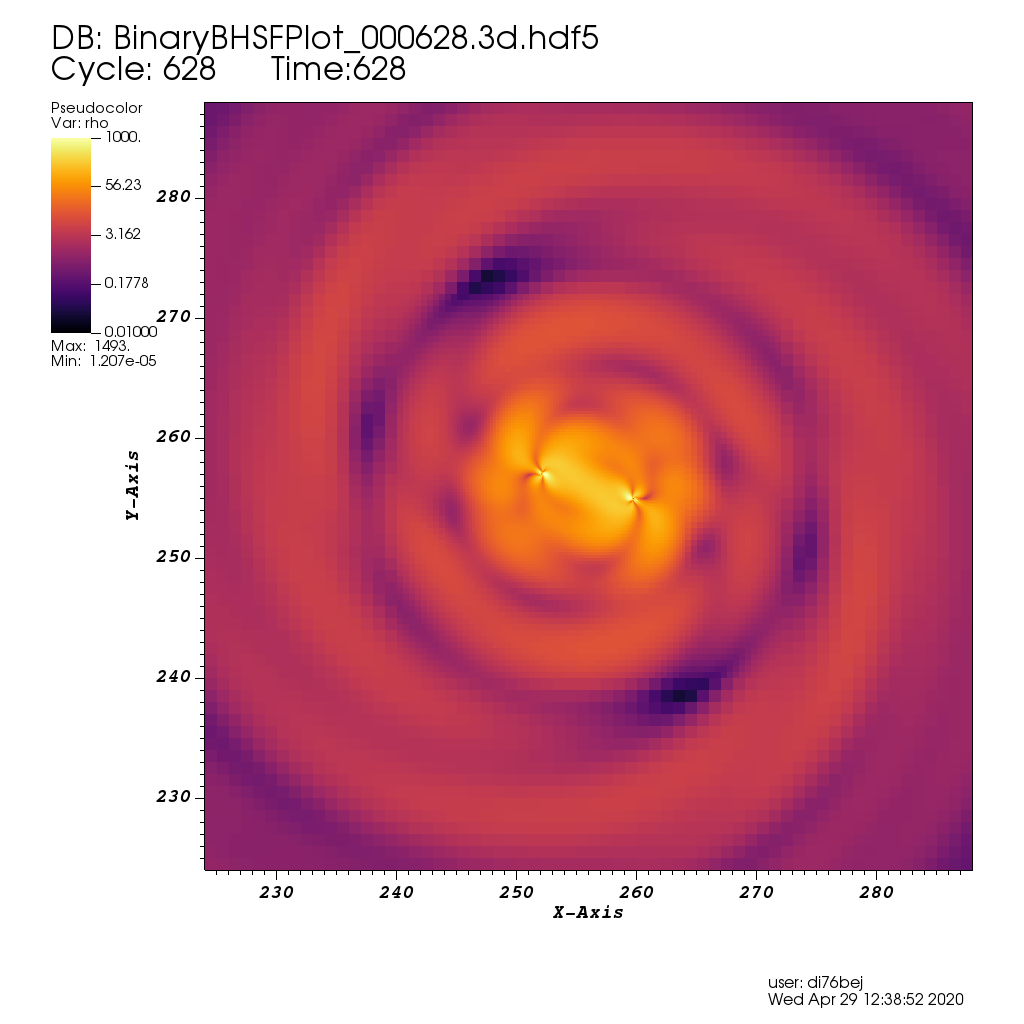 DB: BinaryBHSFPlot_000628.3d.hdf5
Cycle: 628 Time:628
Pseudocolor
Var: rho
1000.
56.23
3.162
0.1778
0.01000
Max: 1493.
Min: 1.207e-05
280
270
260
250
240
230
Y-Axis
230 240 250 260 270 280
X-Axis
user: di76bej
Wed Apr 29 12:38:52 2020